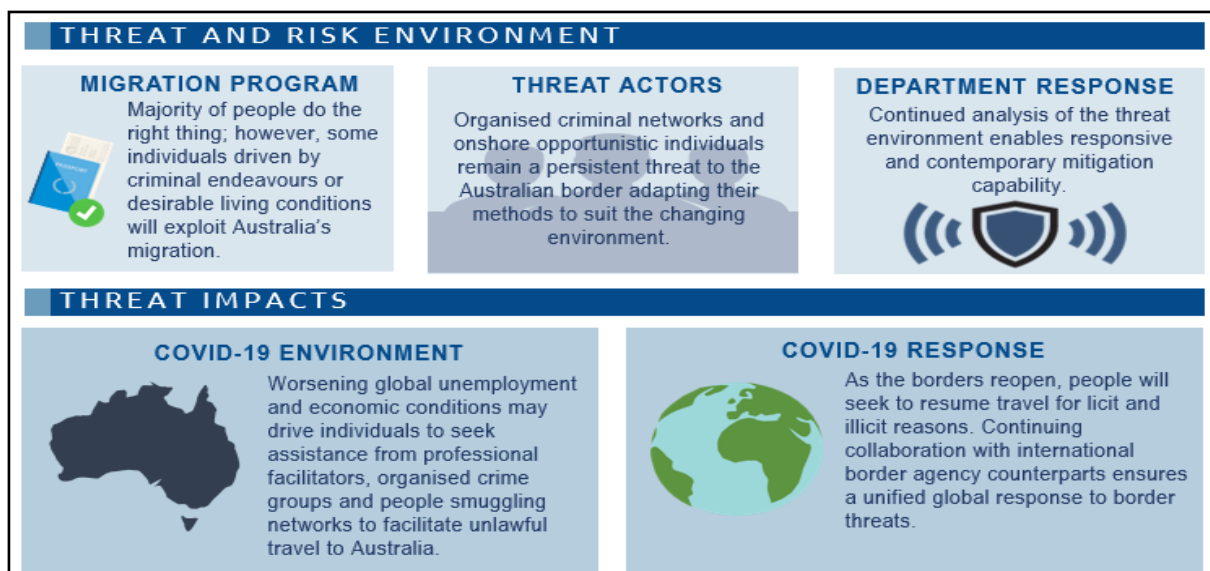 THREAT AND RISK ENVIRONMENT
MIGRATION PROGRAM
Majority of people do the
right thing; however, some
individuals driven by
criminal endeavours or
desirable living conditions
will exploit Australia's
migration.
PASSPORT
THREAT ACTORS
Organised criminal networks and
onshore opportunistic individuals
remain a persistent threat to the
Australian border adapting their
methods to suit the changing
environment.
DEPARTMENT RESPONSE
Continued analysis of the threat
environment enables responsive
and contemporary mitigation
capability.
THREAT IMPACTS
COVID-19 ENVIRONMENT
Worsening global unemployment
and economic conditions may
drive individuals to seek
assistance from professional
facilitators, organised crime
groups and people smuggling
networks to facilitate unlawful
travel to Australia.
COVID-19 RESPONSE
As the borders reopen, people will
seek to resume travel for licit and
illicit reasons. Continuing
collaboration with international
border agency counterparts ensures
a unified global response to border
threats.